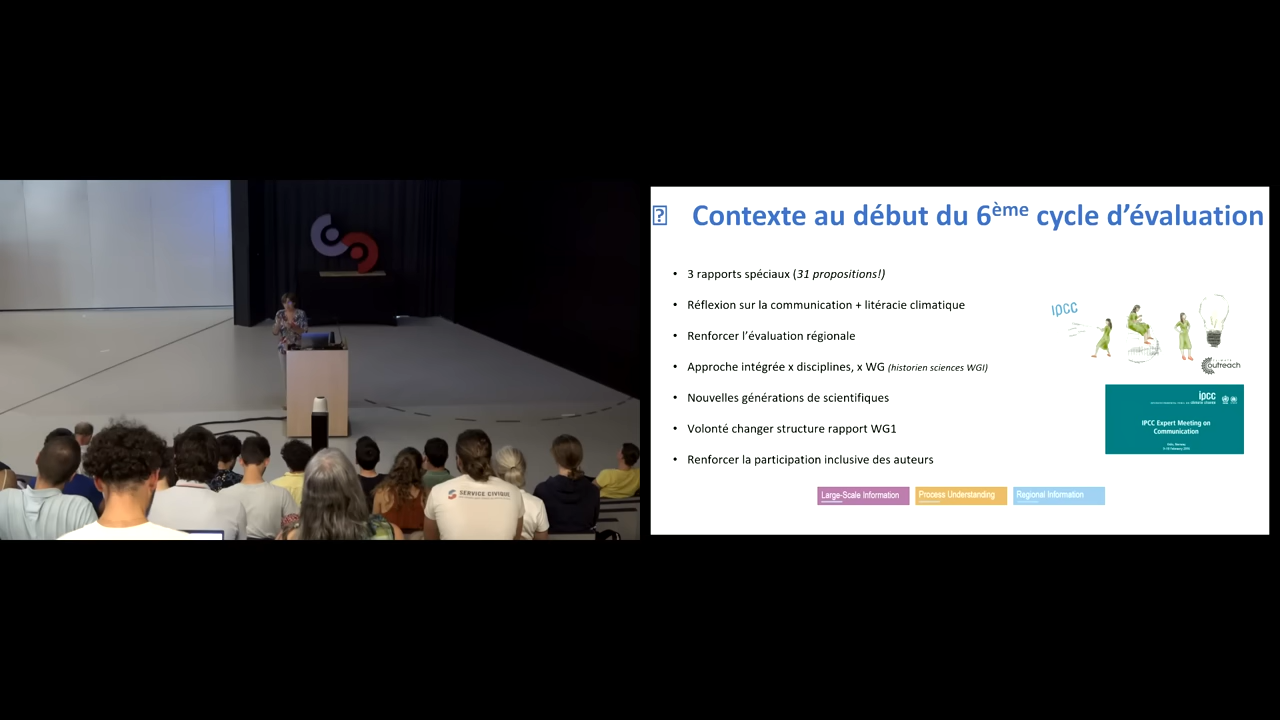 SERVICE CIVIQUE
Contexte au début du 6ème cycle d'évaluation
• 3 rapports spéciaux (31 propositions!)
• Réflexion sur la communication + litéracie climatique
• Renforcer l'évaluation régionale
• Approche intégrée x disciplines, x WG (historien sciences WGI)
• Nouvelles générations de scientifiques
• Volonté changer structure rapport WG1
• Renforcer la participation inclusive des auteurs
ipcc
CLIMATE
outreach
ipcc
IPCC Expert Meeting on
Communication
Large-Scale Information
Process Understanding
Regional Information